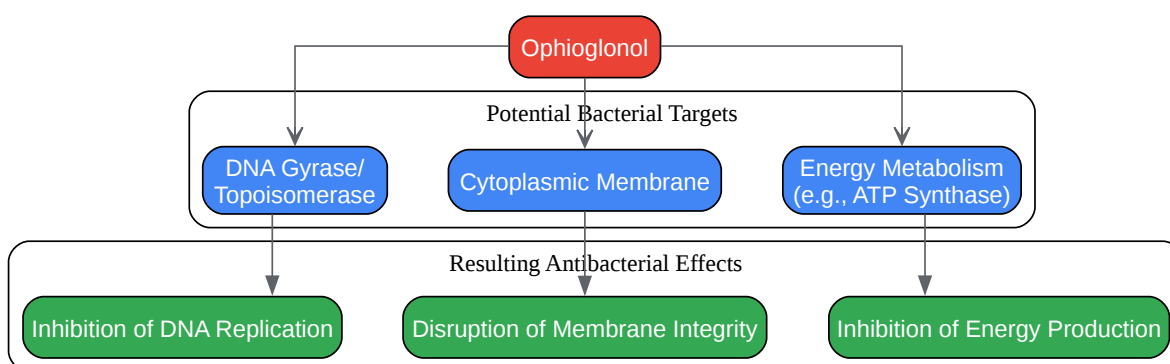 Ophioglonol
Potential Bacterial Targets
DNA Gyrase/
Topoisomerase
Cytoplasmic Membrane
Energy Metabolism
(e.g., ATP Synthase)
Resulting Antibacterial Effects
Inhibition of DNA Replication
Disruption of Membrane Integrity
Inhibition of Energy Production